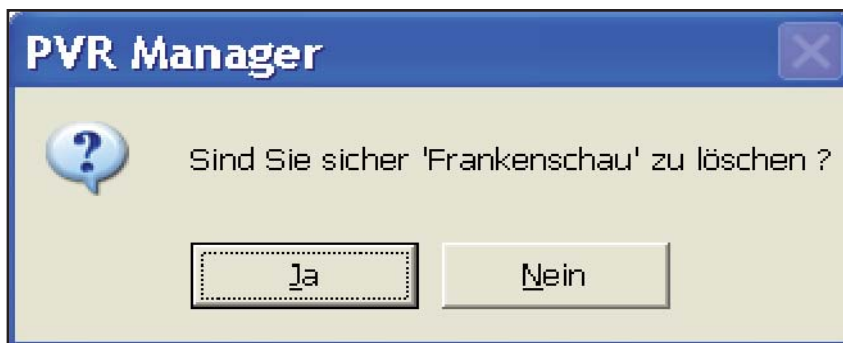 PVR Manager
Sind Sie sicher 'Frankenschau' zu löschen ?
Ja
Nein